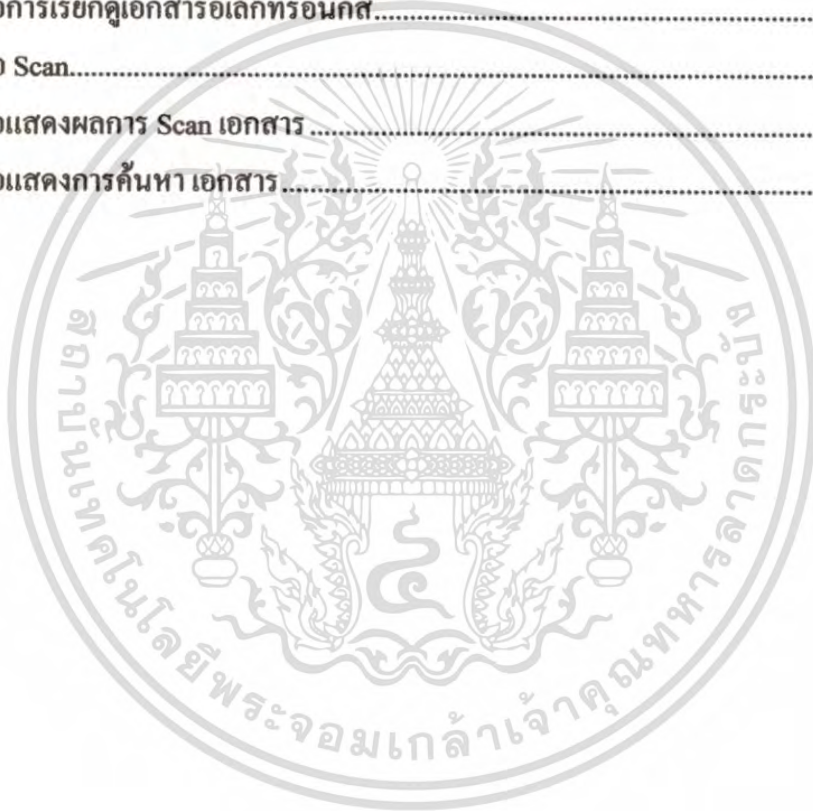 การเรียกดูเอกสารอิเล็กทรอนิกส์
Scan
แสดงผลการ Scan เอกสาร
แสดงการค้นหา เอกสาร
สถาบันเทคโนโลยีพระจอมเกล้าเจ้าคุณทหารลาดกระบัง